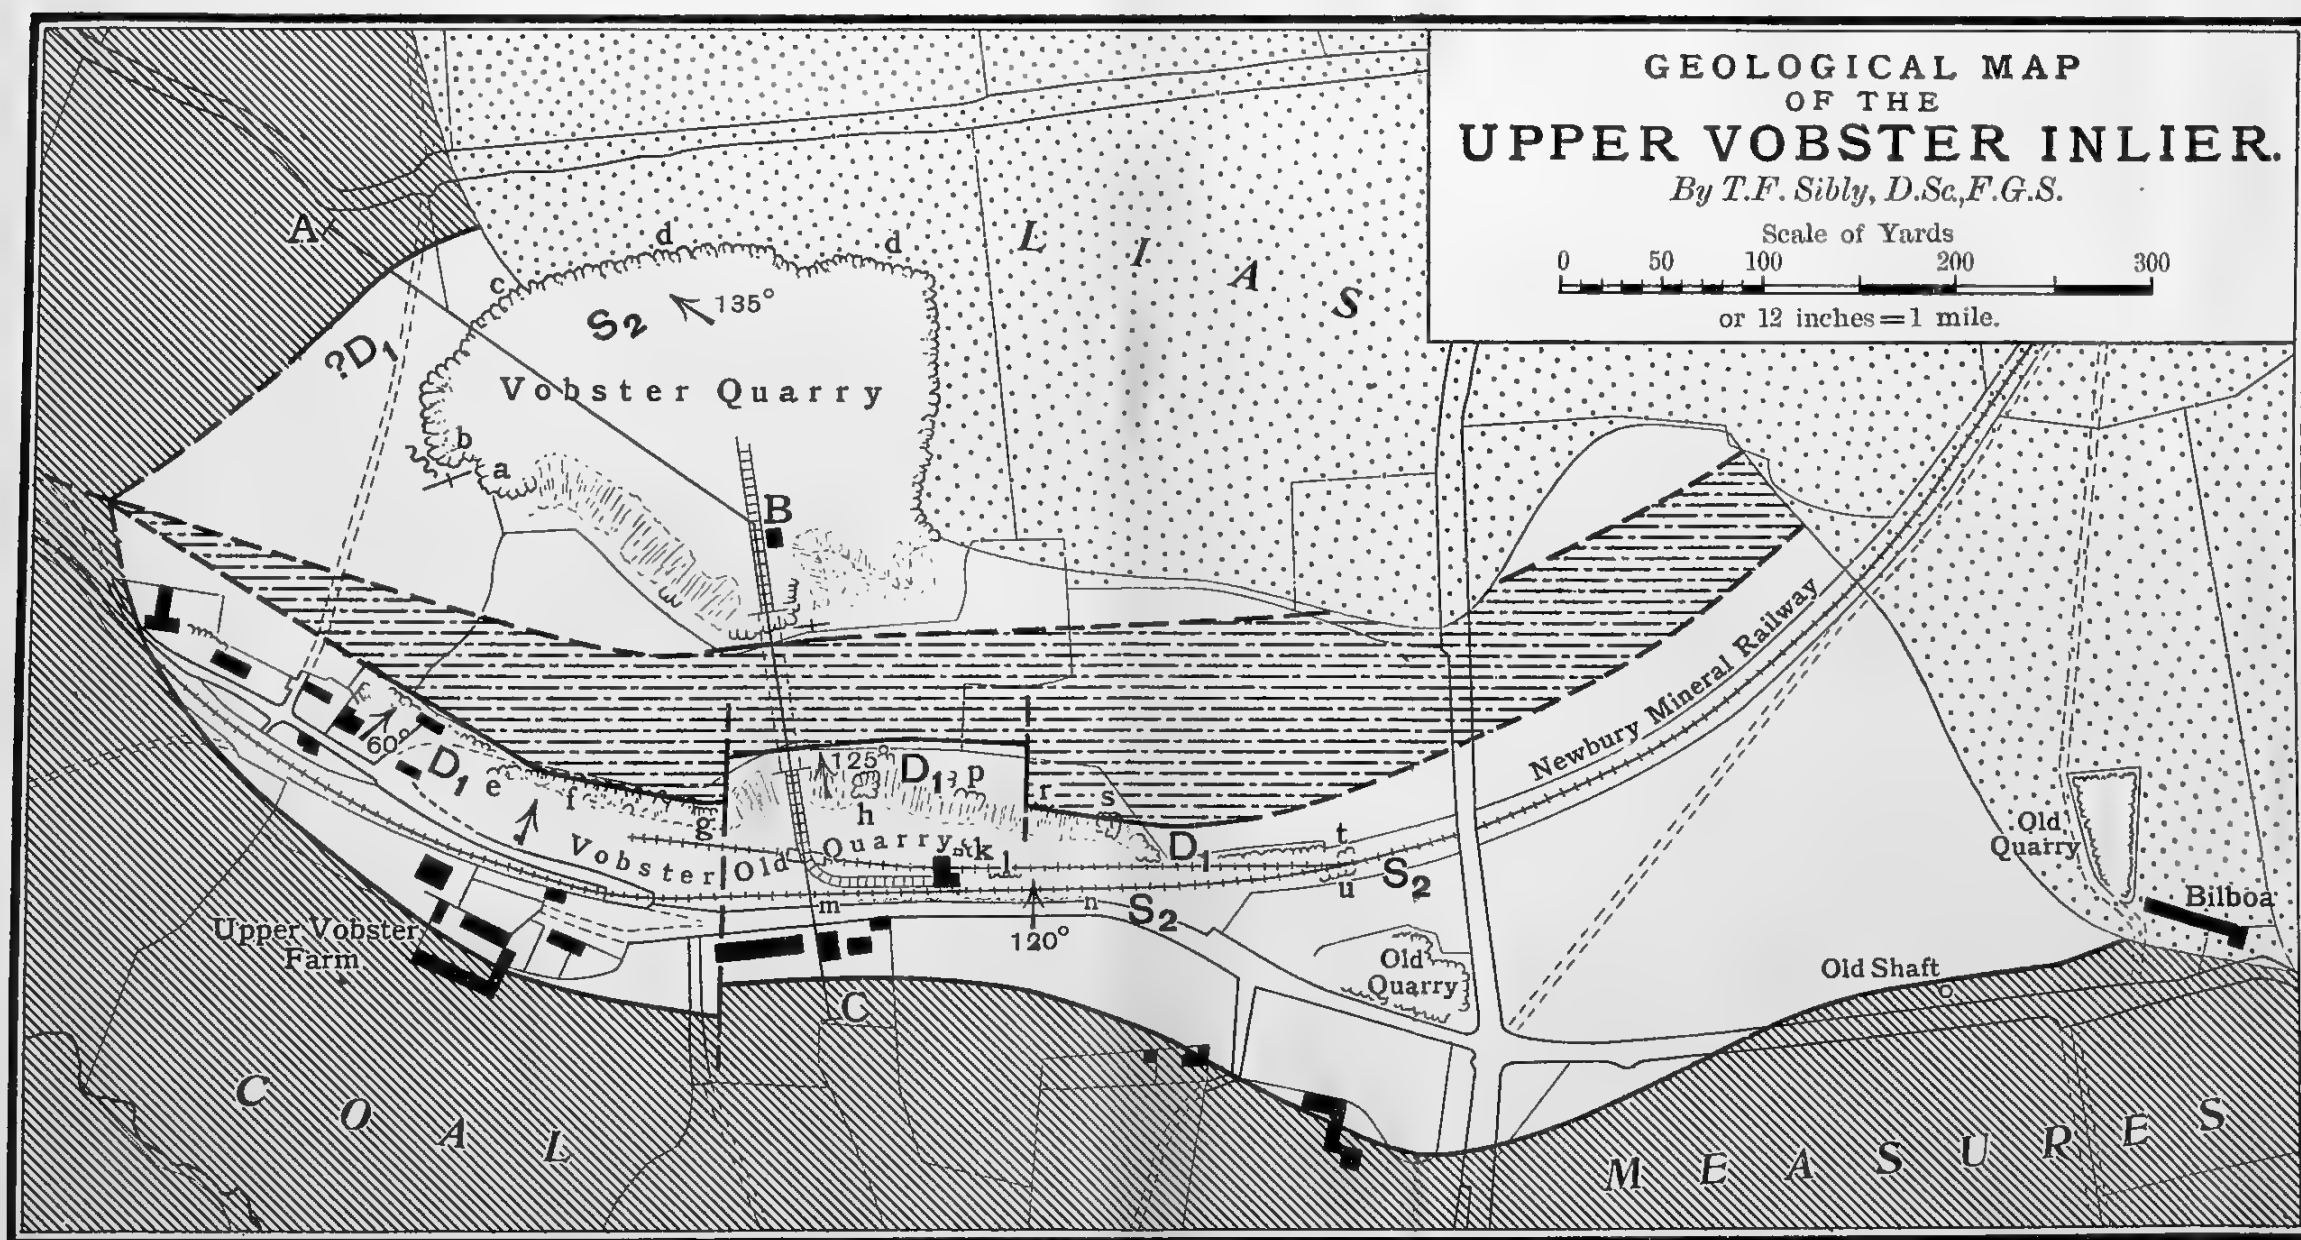 GEOLOGICAL MAP
OF THE
UPPER VOBSTER INLIER.
By T.F. Sibly, D.Sc., F.G.S.
Scale of Yards
0 50 100 200 300
or 12 inches = 1 mile.
A
d
d
L I A S
c
S2
135°
?D1
Vobster Quarry
b
a
B
Newbury Mineral Railway
60°
D1
e
f
g
125°
D1
p
h
r
s
Vobster Old Quarry
k
l
D1
t
u
S2
m
n
S2
120°
Old
Quarry
Bilboa
Upper Vobster
Farm
Old
Quarry
Old Shaft
C
C O A L
M E A S U R E S